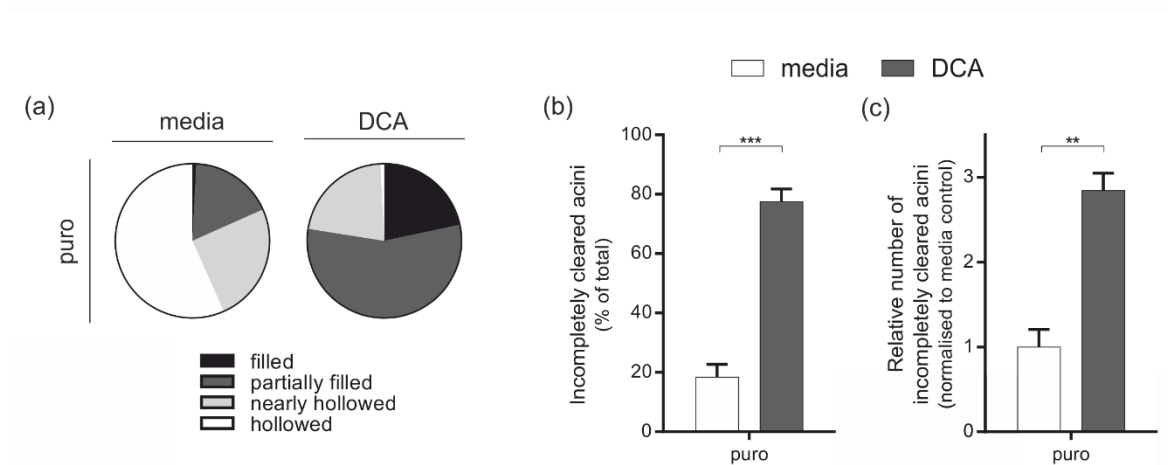 media DCA
(a)
media DCA
puro
filled
partially filled
nearly hollowed
hollowed
(b)
Incompletely cleared acini
(% of total)
100
80
60
40
20
0
***
puro
(c)
Relative number of
incompletely cleared acini
(normalised to media control)
3
2
1
0
**
puro